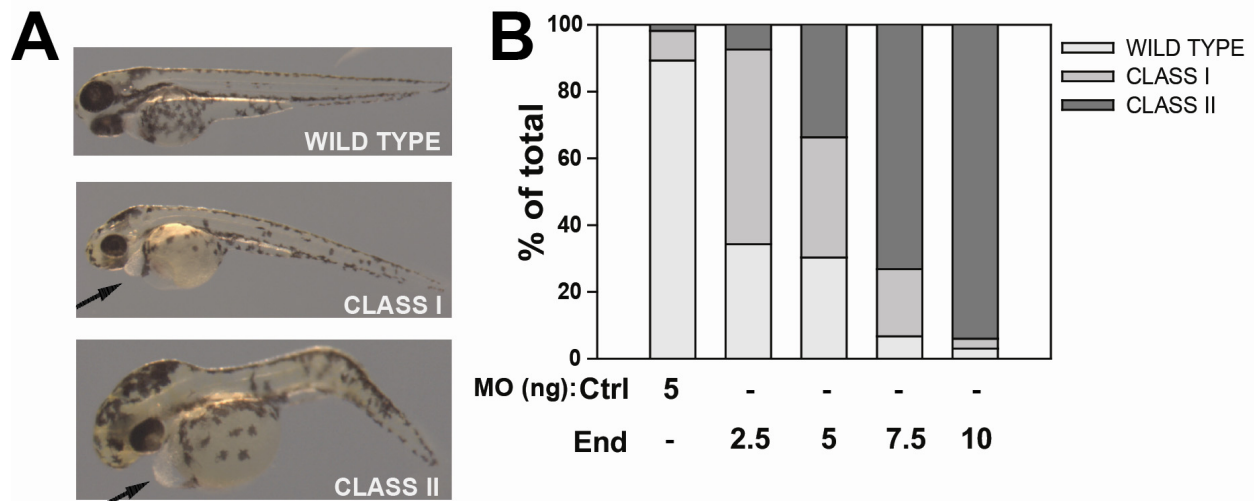 A
WILD TYPE
CLASS I
CLASS II
B
% of total
100
80
60
40
20
0
WILD TYPE
CLASS I
CLASS II
MO (ng): Ctrl 5 - - - -
End - 2.5 5 7.5 10